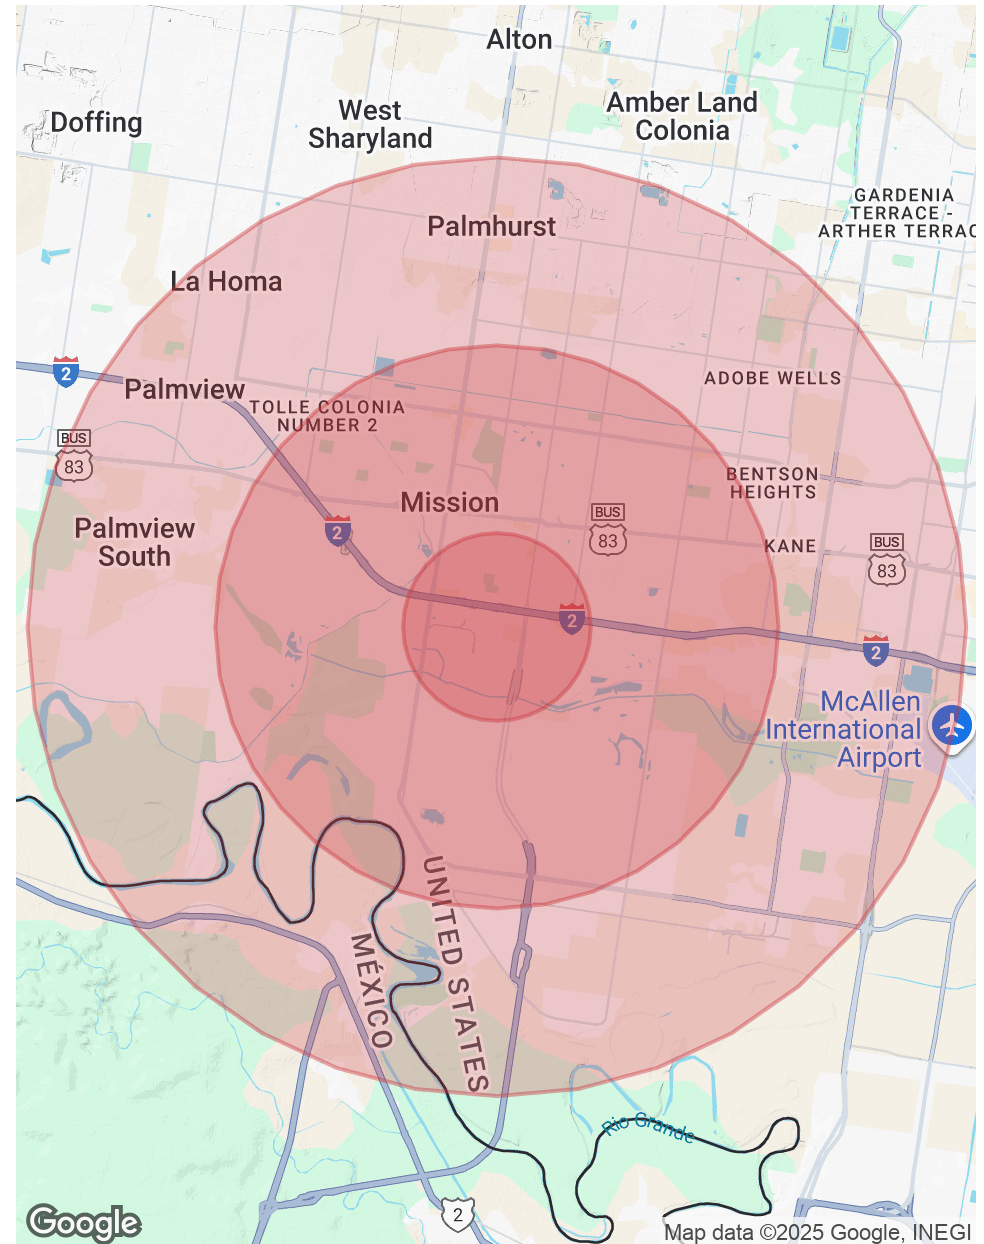 Alton
Doffing
West
Sharyland
Amber Land
Colonia
GARDENIA
TERRACE -
ARTHER TERRAC
Palmhurst
La Homa
2
Palmview
ADOBE WELLS
TOLLE COLONIA
NUMBER 2
BUS
83
BENTSON
HEIGHTS
Mission
BUS
83
2
Palmview
South
KANE
BUS
83
2
2
McAllen
International
Airport
UNITED STATES
MÉXICO
Rio Grande
2
Google
Map data ©2025 Google, INEGI